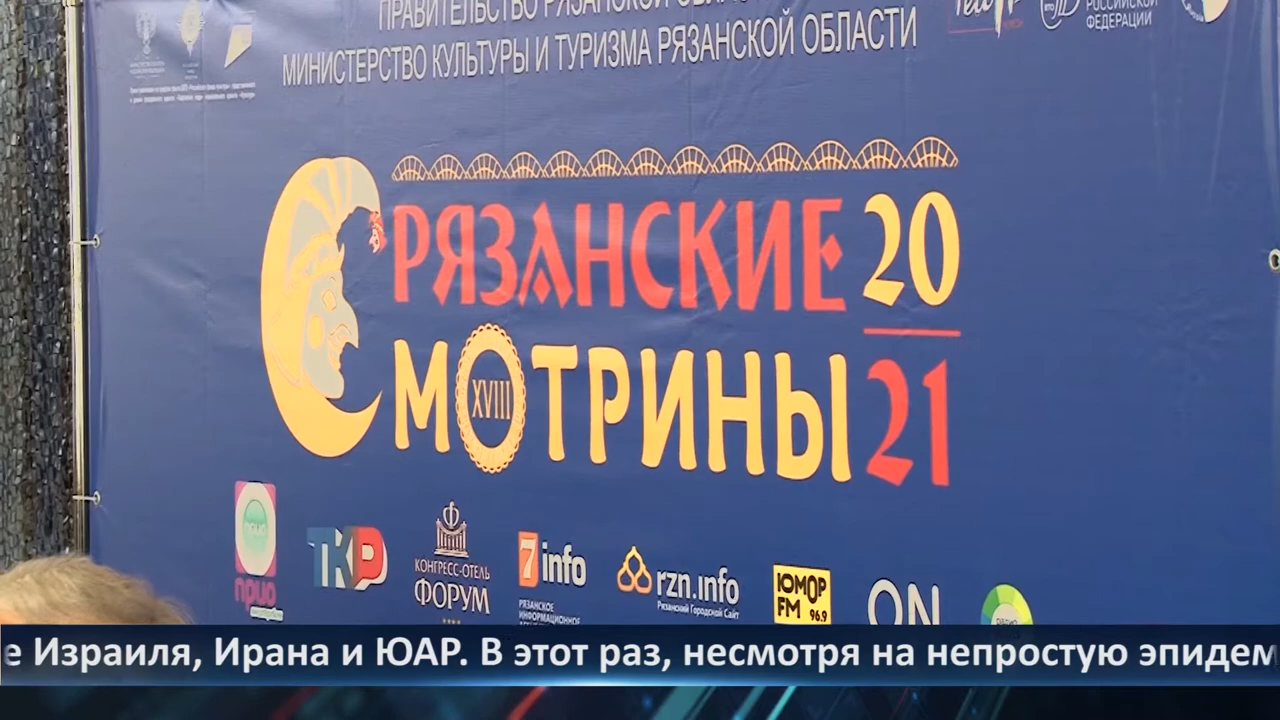 ПРАВИТЕЛЬСТВО РЯЗАНСКОЙ
МИНИСТЕРСТВО КУЛЬТУРЫ И ТУРИЗМА РЯЗАНСКОЙ ОБЛАСТИ
РОССИЙСКОЙ
ФЕДЕРАЦИИ
РЯЗАНСКИЕ 20
СМОТРИНЫ 21
XVIII
прио
ПРИО
ТКР
КОНГРЕСС-ОТЕЛЬ
ФОРУМ
7info
РЯЗАНСКОЕ
ИНФОРМАЦИОННОЕ
rzn.info
Рязанский Городской Сайт
ЮМОР
FM 96.9
ON
е Израиля, Ирана и ЮАР. В этот раз, несмотря на непростую эпидем